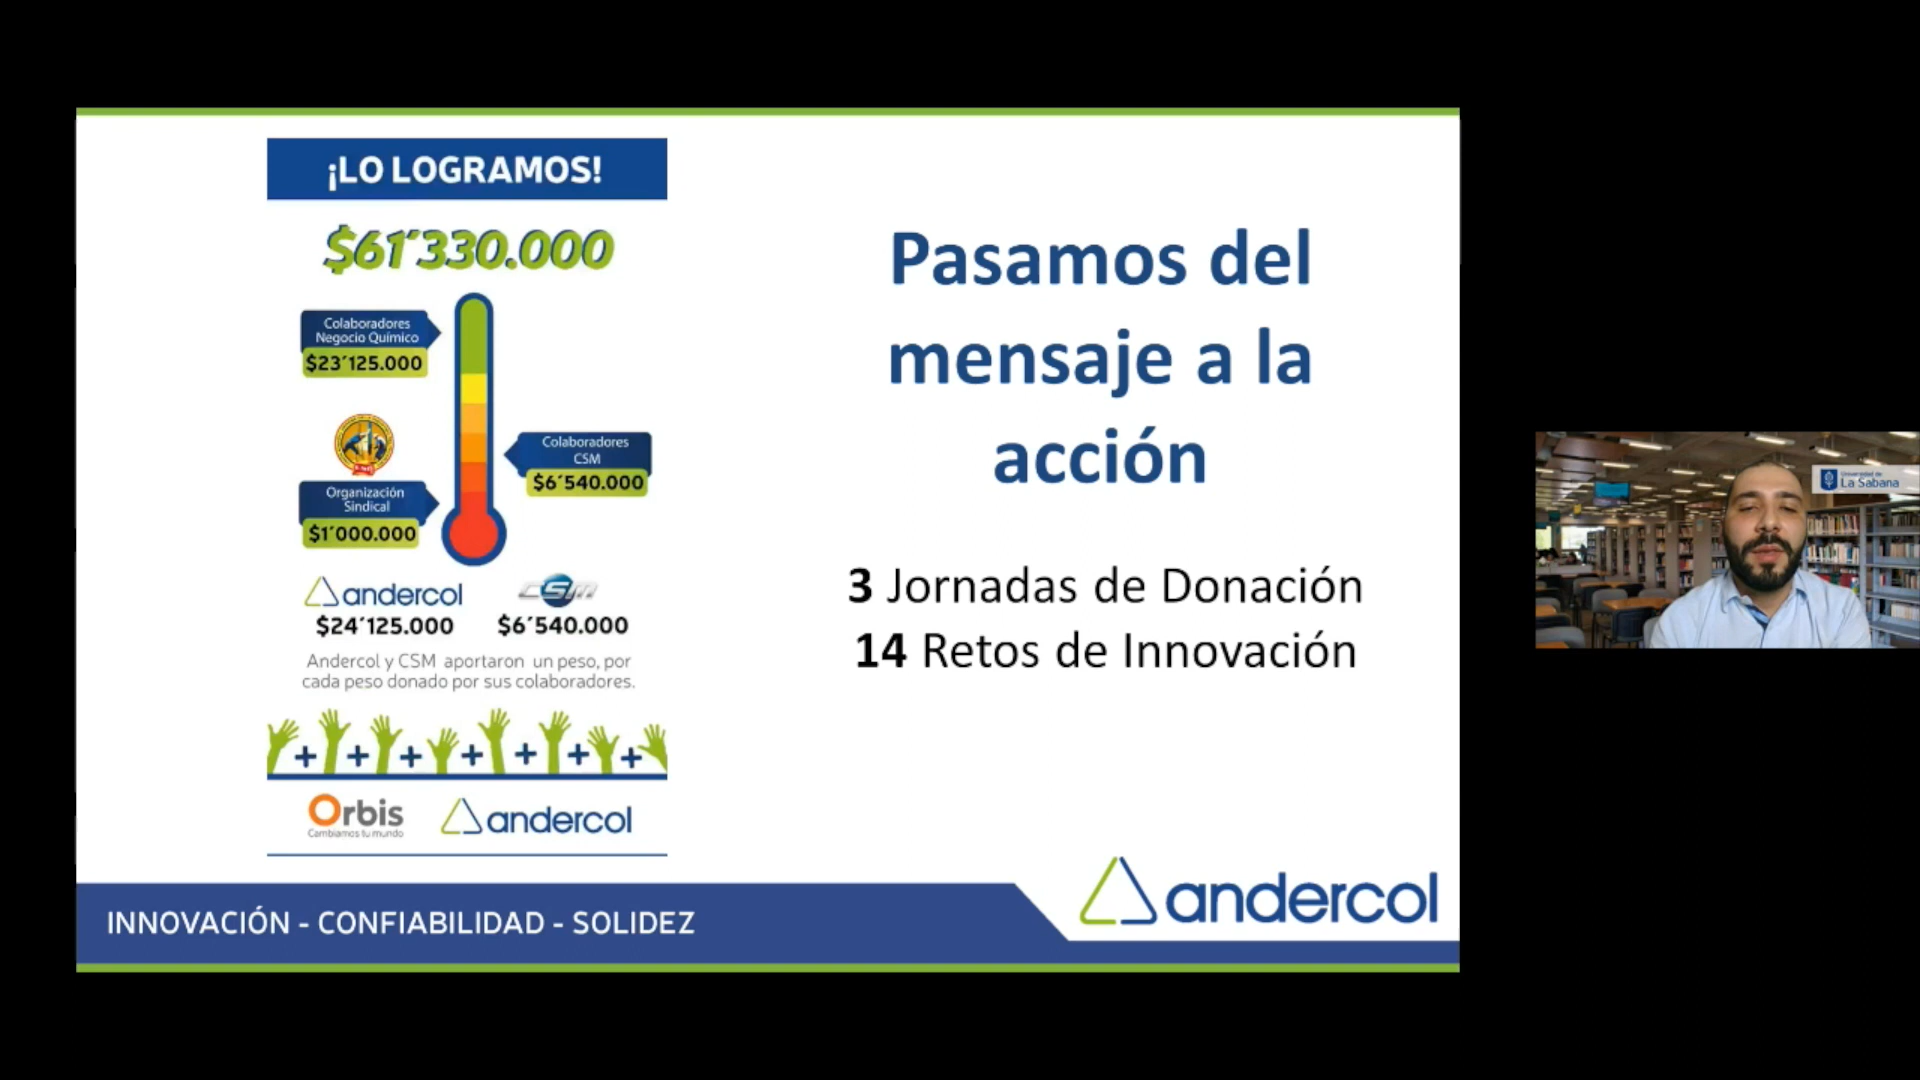 ¡LO LOGRAMOS!
$61´330.000
Colaboradores
Negocio Químico
$23´125.000
Colaboradores
CSM
$6´540.000
Organización
Sindical
$1´000.000
andercol
$24´125.000
CSM
$6´540.000
Andercol y CSM aportaron un peso, por
cada peso donado por sus colaboradores.
Orbis
Cambiamos tu mundo
andercol
Pasamos del
mensaje a la
acción
3 Jornadas de Donación
14 Retos de Innovación
INNOVACIÓN - CONFIABILIDAD - SOLIDEZ
andercol
Universidad de
La Sabana